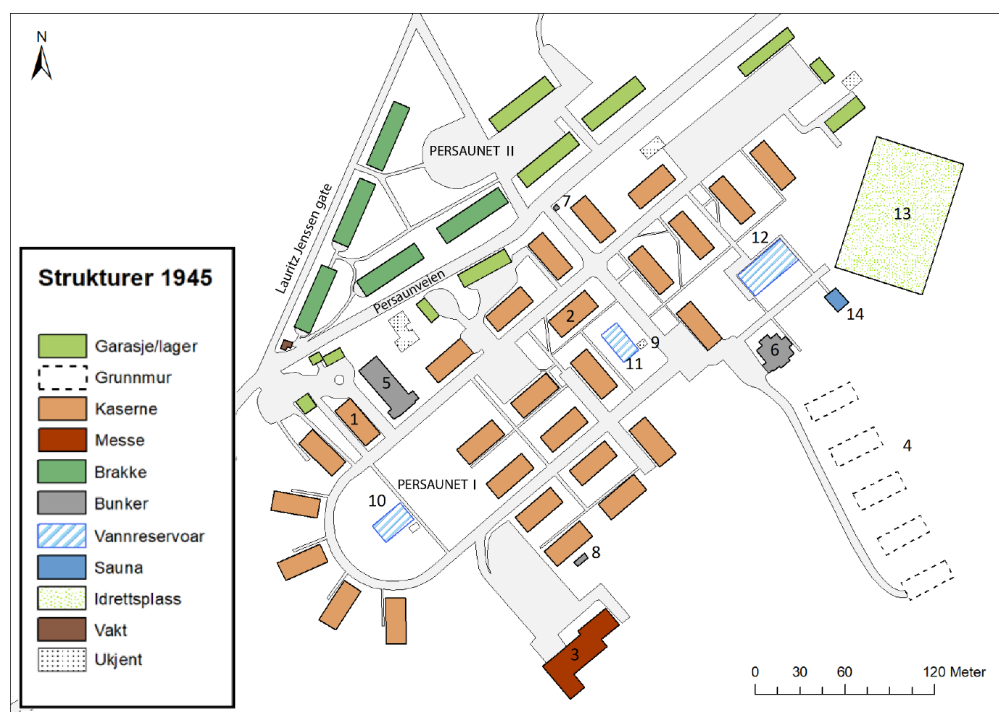 N
PERSAUNET II
Lauritz Jenssen gate
Persaunveien
7
13
12
2
14
9
11
6
5
1
4
PERSAUNET I
10
8
3
Strukturer 1945
Garasje/lager
Grunnmur
Kaserne
Messe
Brakke
Bunker
Vannreservoar
Sauna
Idrettsplass
Vakt
Ukjent
0 30 60 120 Meter